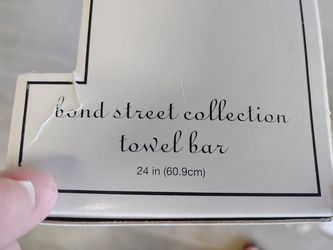 bond street collection
towel bar
24 in (60.9cm)